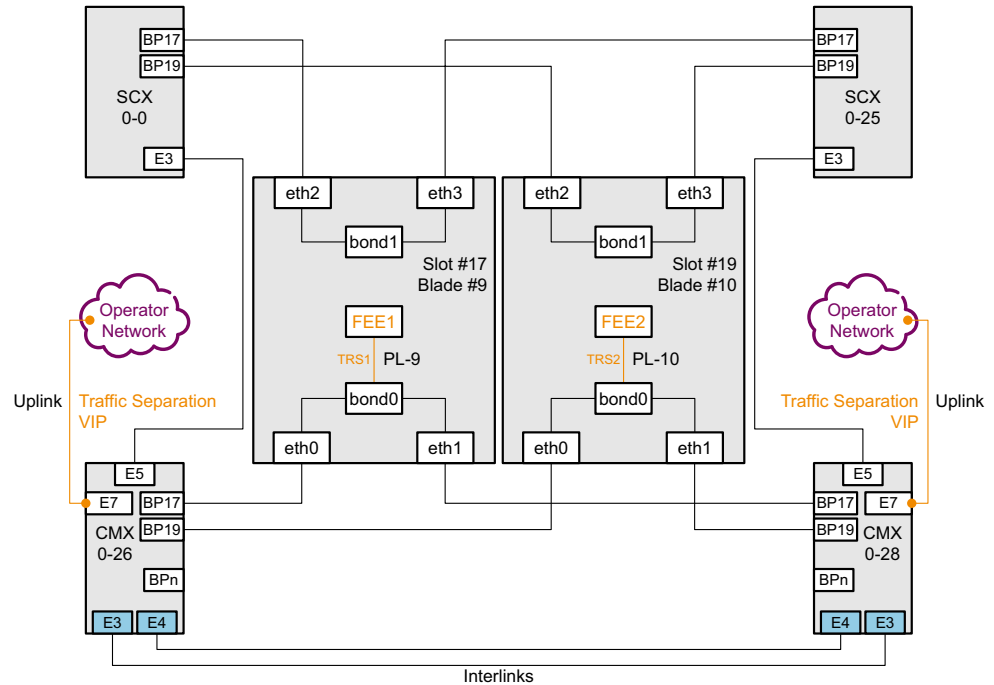 BP17
BP19
SCX
0-0
E3
BP17
BP19
SCX
0-25
E3
eth2
eth3
bond1
Slot #17
Blade #9
FEE1
TRS1
PL-9
bond0
eth0
eth1
eth2
eth3
bond1
Slot #19
Blade #10
FEE2
TRS2
PL-10
bond0
eth0
eth1
Operator
Network
Uplink
Traffic Separation
VIP
Operator
Network
Traffic Separation
VIP
Uplink
E5
E7
BP17
BP19
CMX
0-26
BPn
E3
E4
E5
BP17
E7
BP19
CMX
0-28
BPn
E4
E3
Interlinks